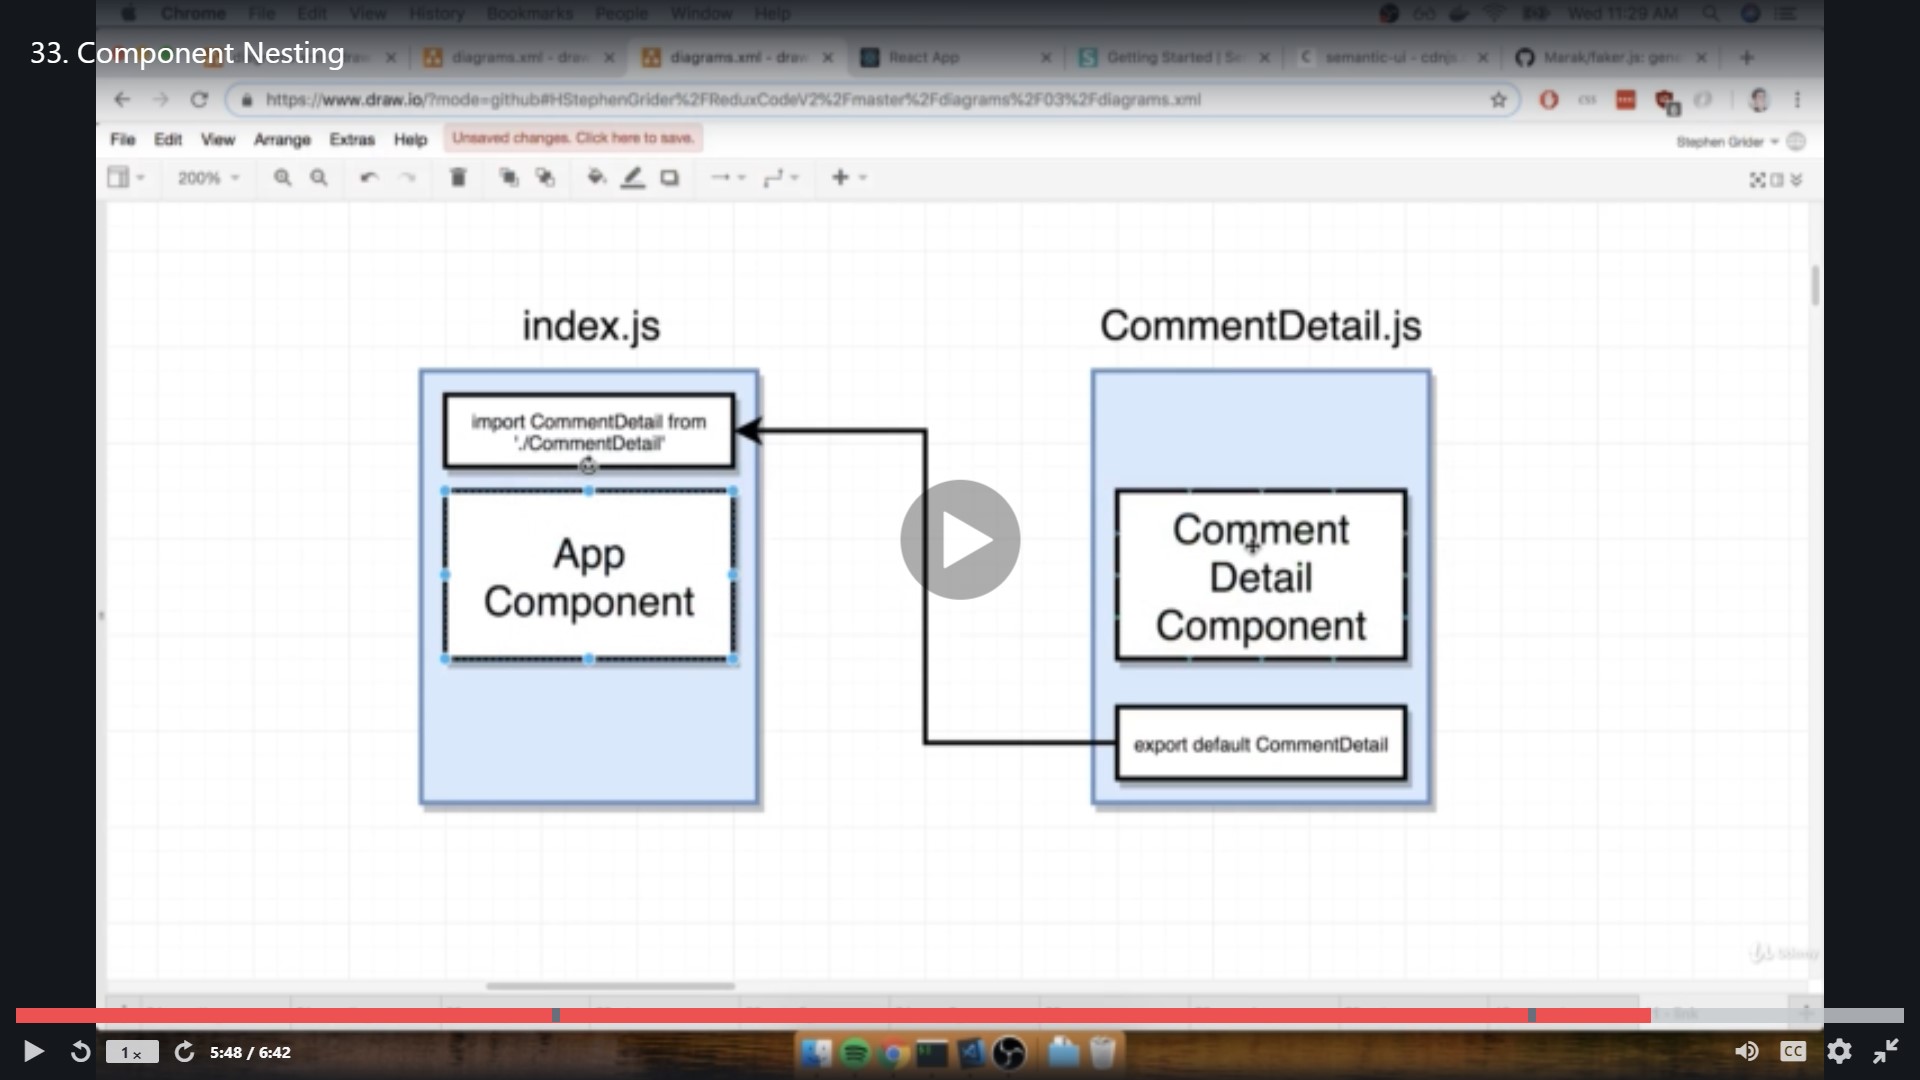 Chrome File Edit View History Bookmarks People Window Help Wed 11:29 AM
33. Component Nesting
diagrams.xml - draw
diagrams.xml - draw
React App
Getting Started | Se
semantic-ui - cdnjs
Marak/faker.js: gene
https://www.draw.io/?mode=github#HStephenGrider%2FReduxCodeV2%2Fmaster%2Fdiagrams%2F03%2Fdiagrams.xml
File Edit View Arrange Extras Help Unsaved changes. Click here to save. Stephen Grider
200%
index.js
import CommentDetail from
'./CommentDetail'
App
Component
CommentDetail.js
Comment
Detail
Component
export default CommentDetail
Udemy
1 x
5:48 / 6:42
CC